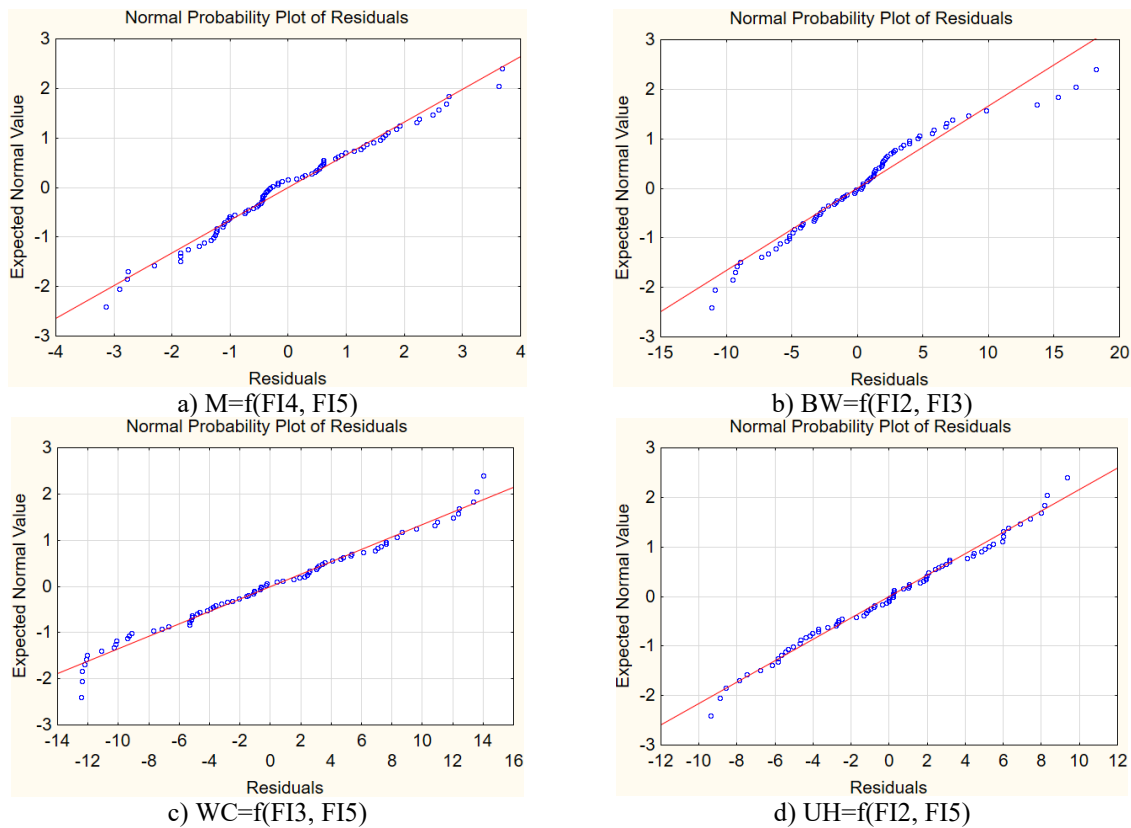 Normal Probability Plot of Residuals
Expected Normal Value
3
2
1
0
-1
-2
-3
-4 -3 -2 -1 0 1 2 3 4
Residuals
a) M=f(FI4, FI5)
Normal Probability Plot of Residuals
Expected Normal Value
3
2
1
0
-1
-2
-3
-15 -10 -5 0 5 10 15 20
Residuals
b) BW=f(FI2, FI3)
Normal Probability Plot of Residuals
Expected Normal Value
3
2
1
0
-1
-2
-3
-14 -10 -6 -2 2 6 10 14
-12 -8 -4 0 4 8 12 16
Residuals
c) WC=f(FI3, FI5)
Normal Probability Plot of Residuals
Expected Normal Value
3
2
1
0
-1
-2
-3
-12 -10 -8 -6 -4 -2 0 2 4 6 8 10 12
Residuals
d) UH=f(FI2, FI5)